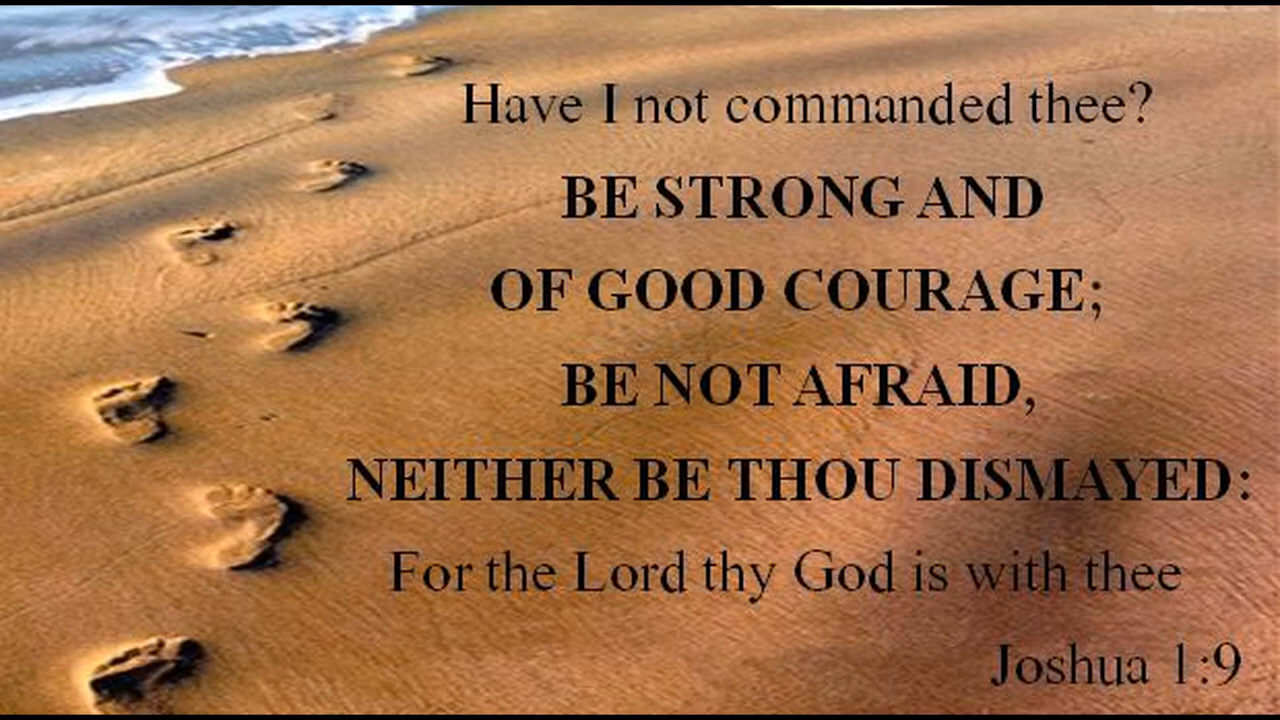 Have I not commanded thee?
BE STRONG AND
OF GOOD COURAGE;
BE NOT AFRAID,
NEITHER BE THOU DISMAYED:
For the Lord thy God is with thee
Joshua 1:9